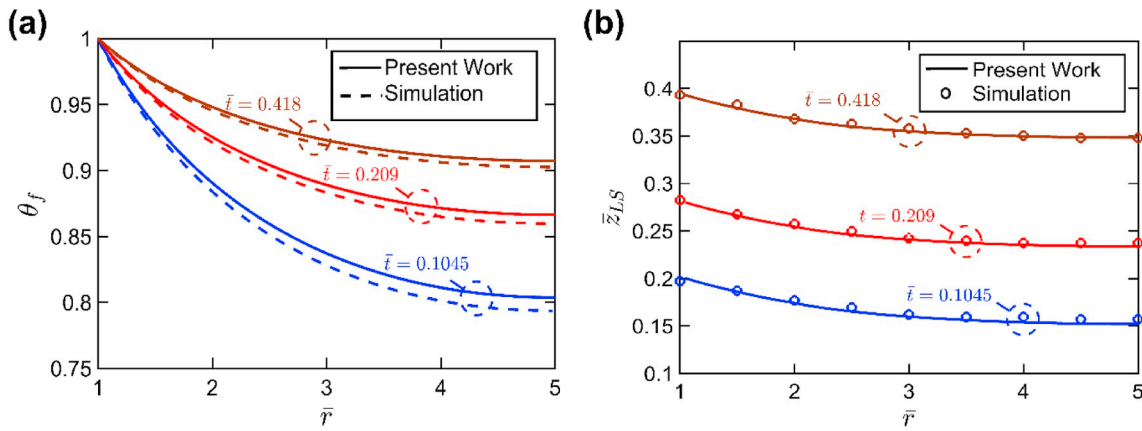 (a)
1
0.95
0.9
0.85
0.8
0.75
θ_f
Present Work
Simulation
t̄ = 0.418
t̄ = 0.209
t̄ = 0.1045
1 2 3 4 5
r̄
(b)
0.4
0.35
0.3
0.25
0.2
0.15
0.1
z̄_LS
Present Work
Simulation
t̄ = 0.418
t = 0.209
t̄ = 0.1045
1 2 3 4 5
r̄